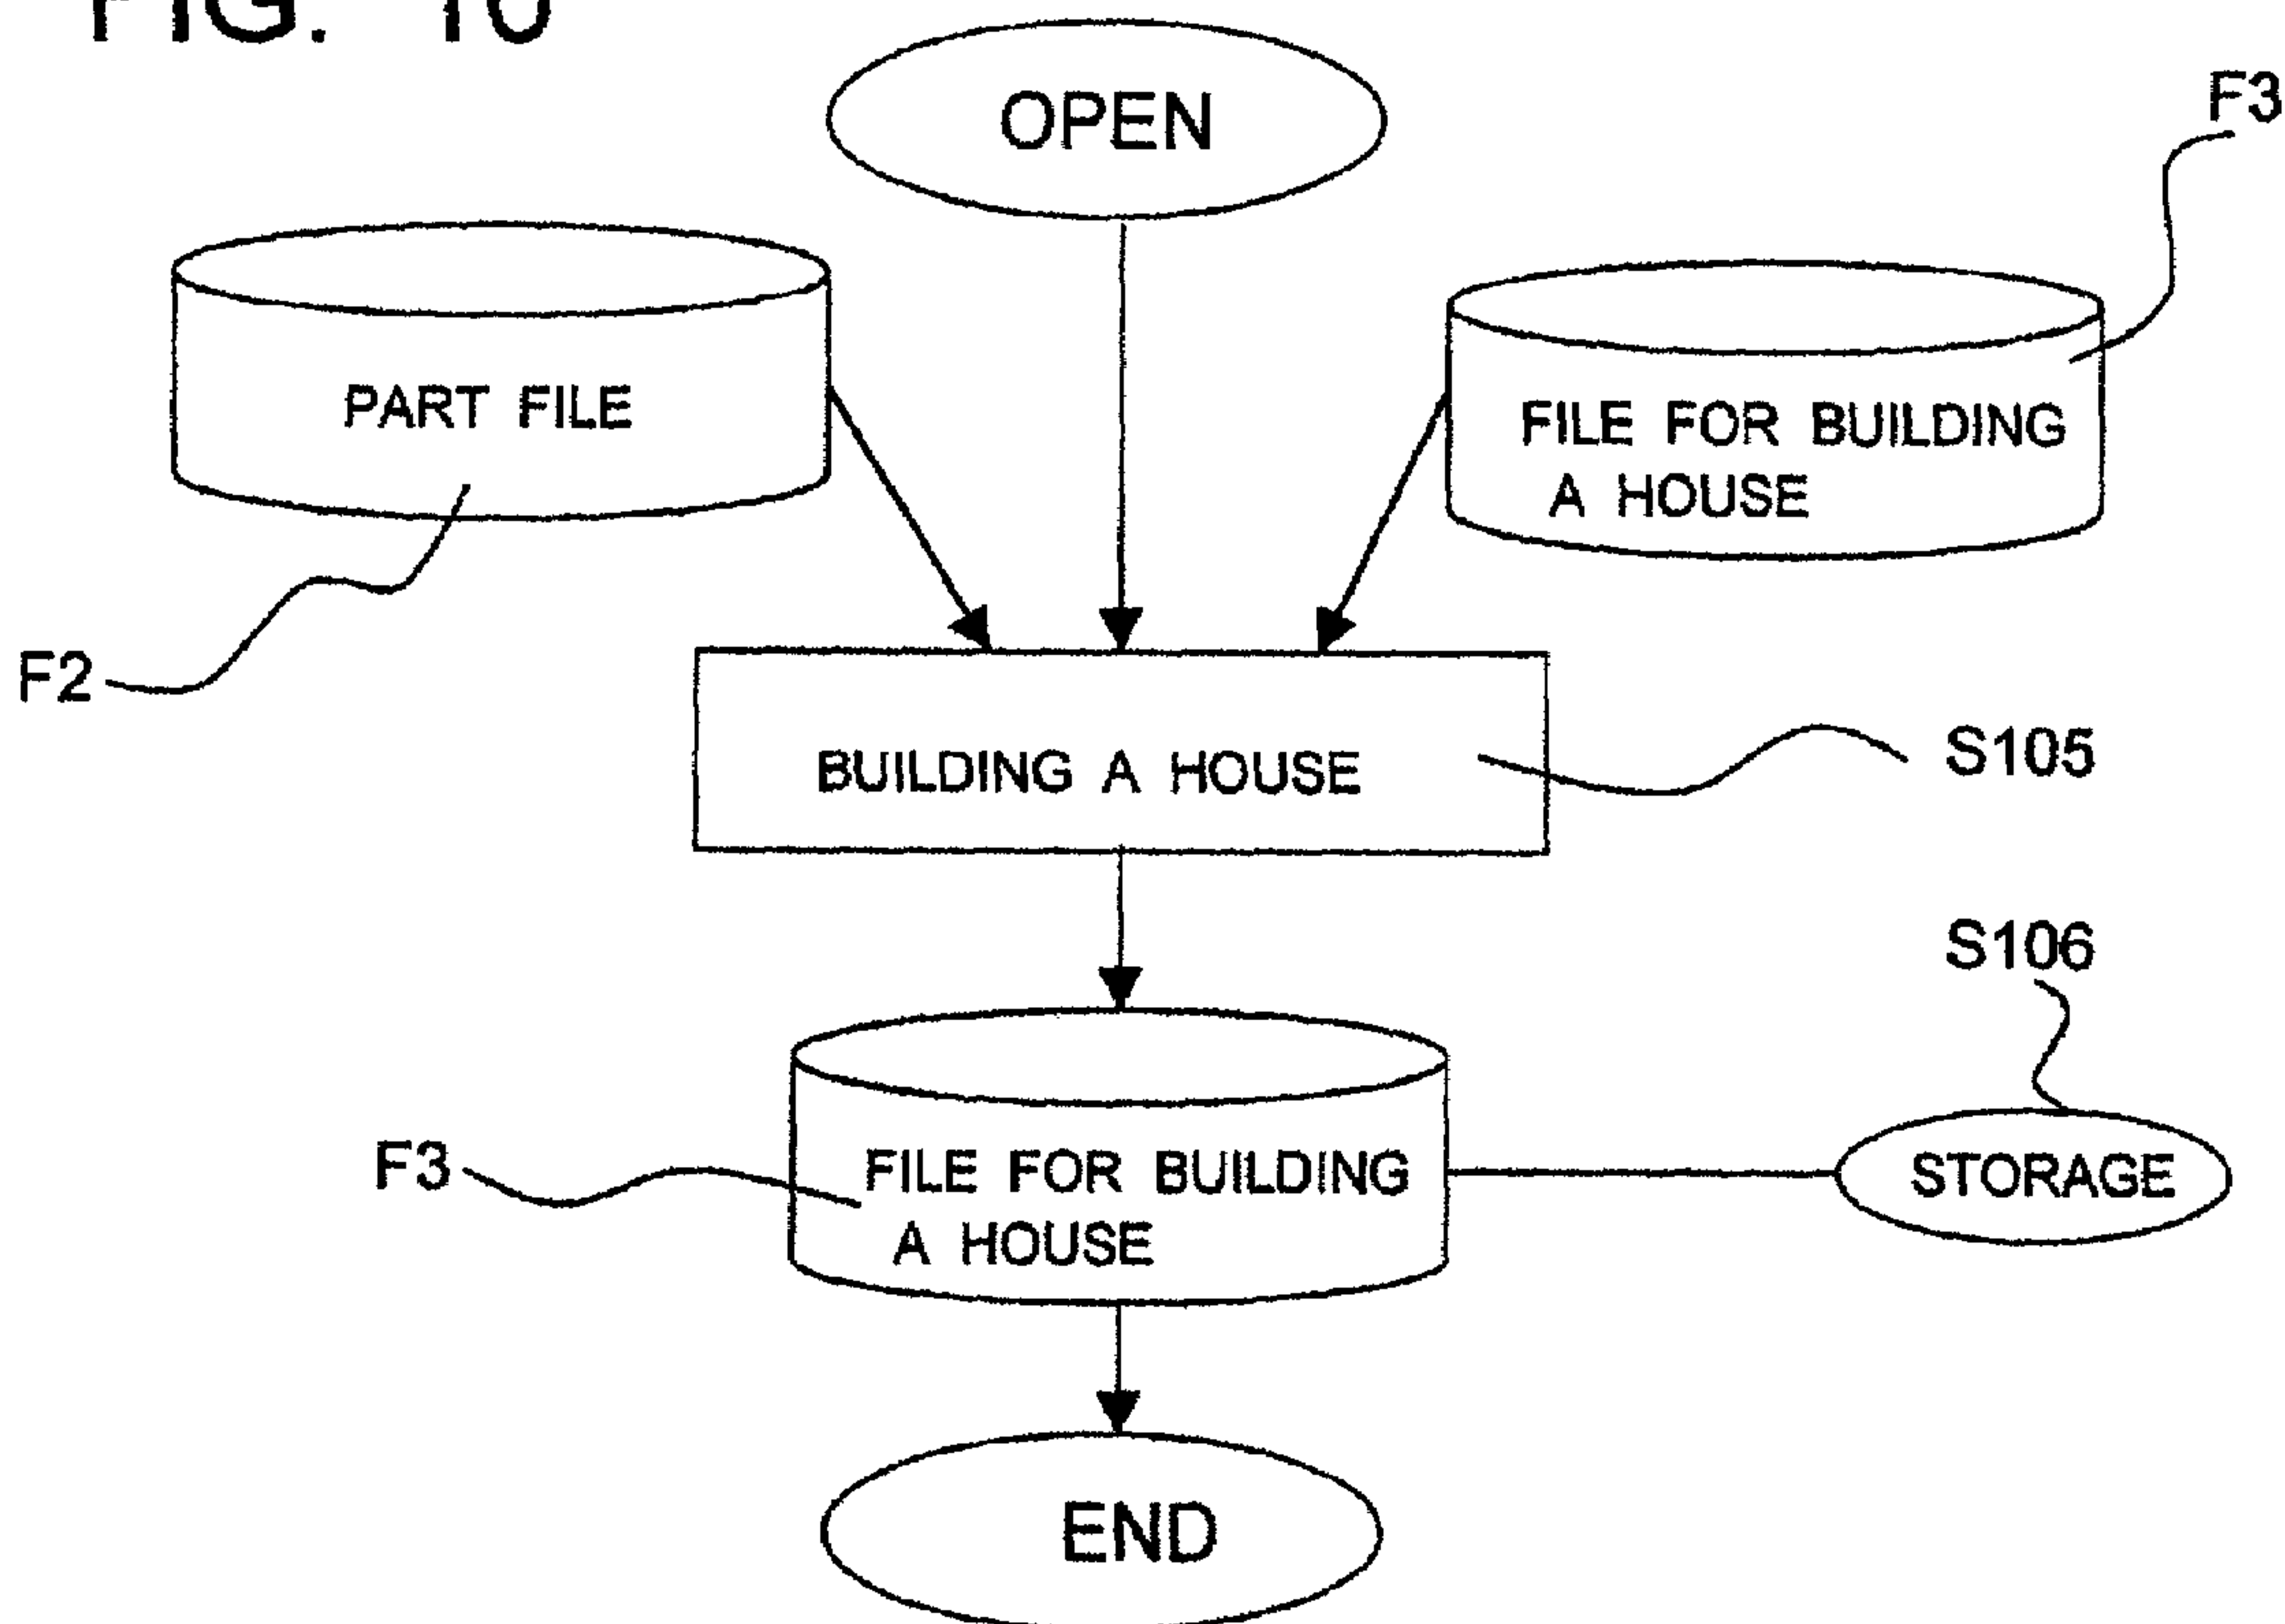 FIG. 10
OPEN
F3
PART FILE
FILE FOR BUILDING
A HOUSE
F2
BUILDING A HOUSE
S105
S106
F3
FILE FOR BUILDING
A HOUSE
STORAGE
END